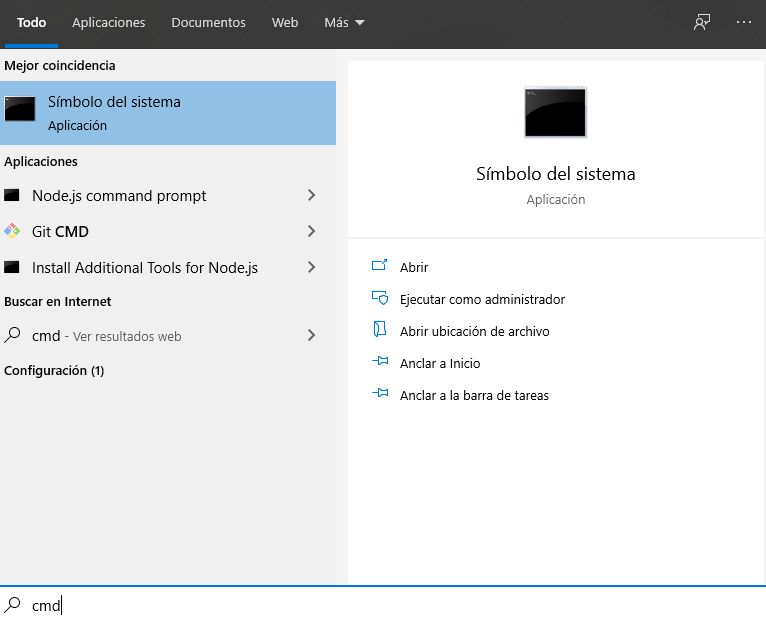 Todo Aplicaciones Documentos Web Más
Mejor coincidencia
Símbolo del sistema
Aplicación
Aplicaciones
Node.js command prompt
Git CMD
Install Additional Tools for Node.js
Buscar en Internet
cmd - Ver resultados web
Configuración (1)
Símbolo del sistema
Aplicación
Abrir
Ejecutar como administrador
Abrir ubicación de archivo
Anclar a Inicio
Anclar a la barra de tareas
cmd